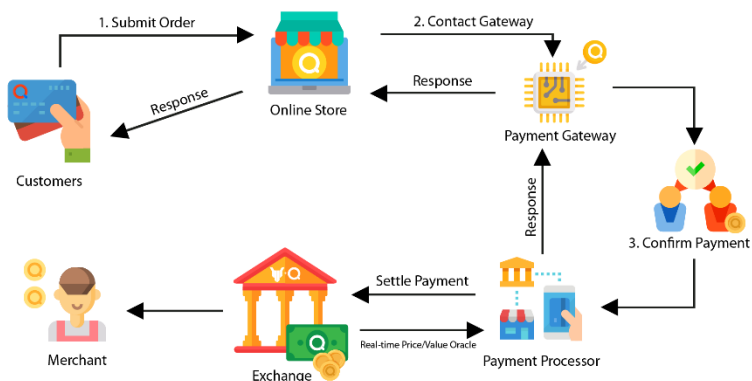 1. Submit Order
2. Contact Gateway
Response
Response
Online Store
Payment Gateway
Customers
Response
3. Confirm Payment
Settle Payment
Real-time Price/Value Oracle
Merchant
Exchange
Payment Processor